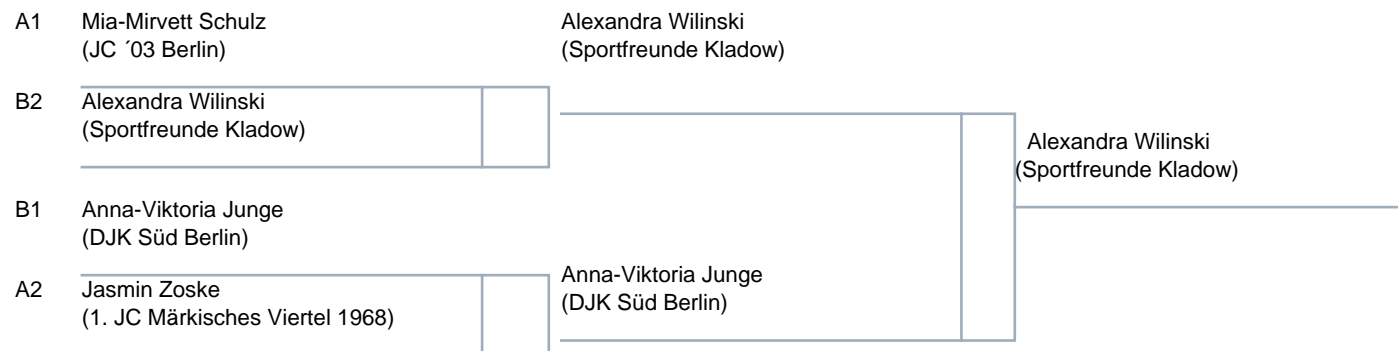 A1 Mia-Mirvett Schulz
(JC ´03 Berlin)
B2 Alexandra Wilinski
(Sportfreunde Kladow)
B1 Anna-Viktoria Junge
(DJK Süd Berlin)
A2 Jasmin Zoske
(1. JC Märkisches Viertel 1968)
Alexandra Wilinski
(Sportfreunde Kladow)
Anna-Viktoria Junge
(DJK Süd Berlin)
Alexandra Wilinski
(Sportfreunde Kladow)